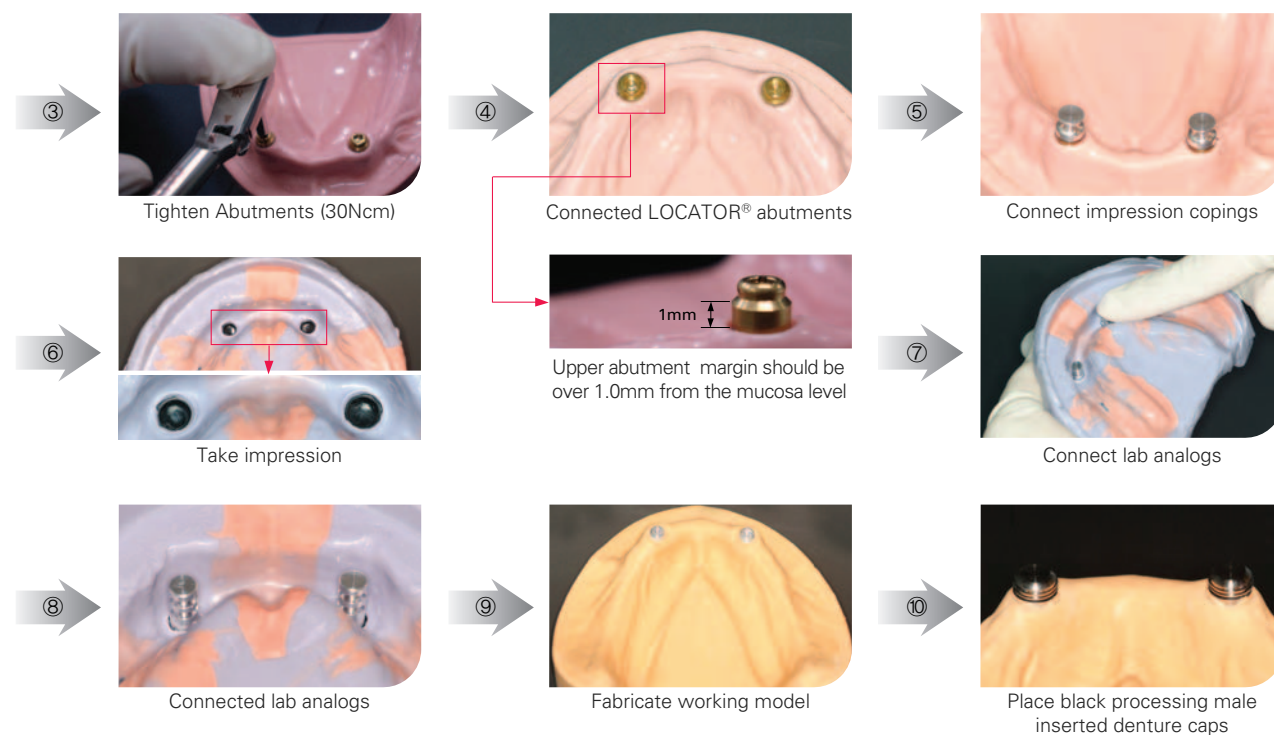 ③
Tighten Abutments (30Ncm)
④
Connected LOCATOR® abutments
⑤
Connect impression copings
⑥
Take impression
1mm
Upper abutment margin should be
over 1.0mm from the mucosa level
⑦
Connect lab analogs
⑧
Connected lab analogs
⑨
Fabricate working model
⑩
Place black processing male
inserted denture caps